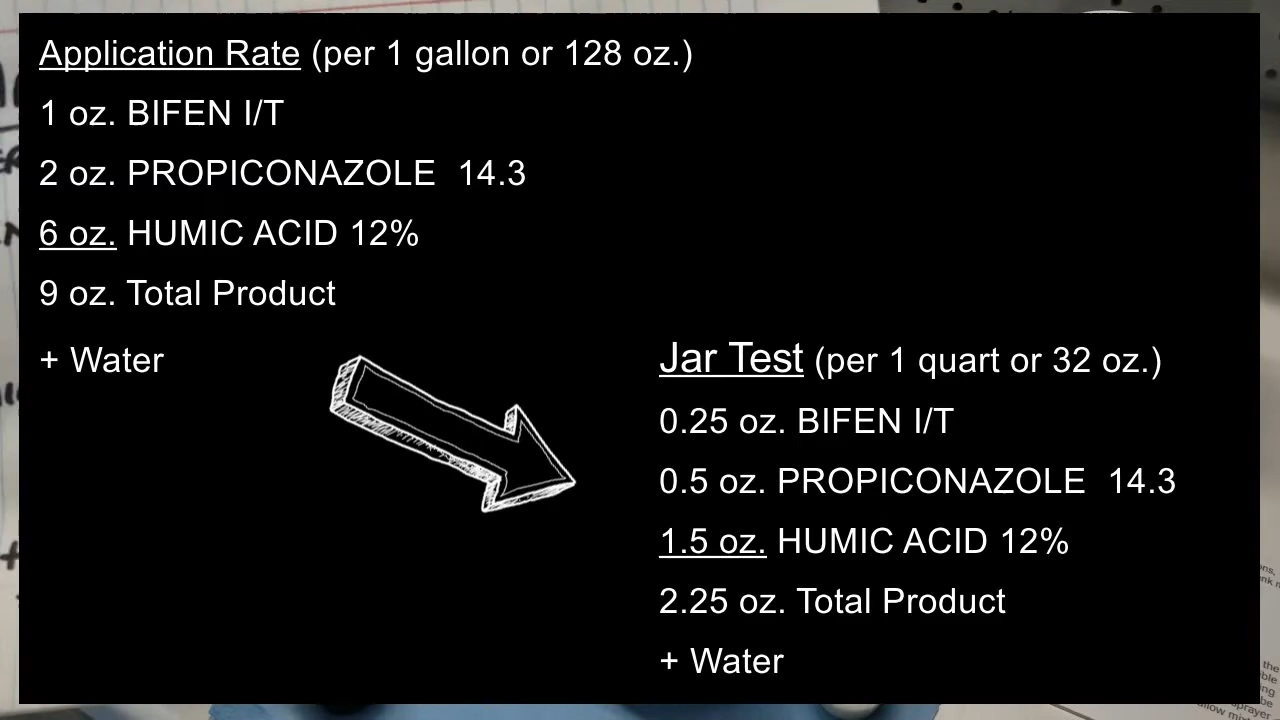 Application Rate (per 1 gallon or 128 oz.)
1 oz. BIFEN I/T
2 oz. PROPICONAZOLE 14.3
6 oz. HUMIC ACID 12%
9 oz. Total Product
+ Water
Jar Test (per 1 quart or 32 oz.)
0.25 oz. BIFEN I/T
0.5 oz. PROPICONAZOLE 14.3
1.5 oz. HUMIC ACID 12%
2.25 oz. Total Product
+ Water